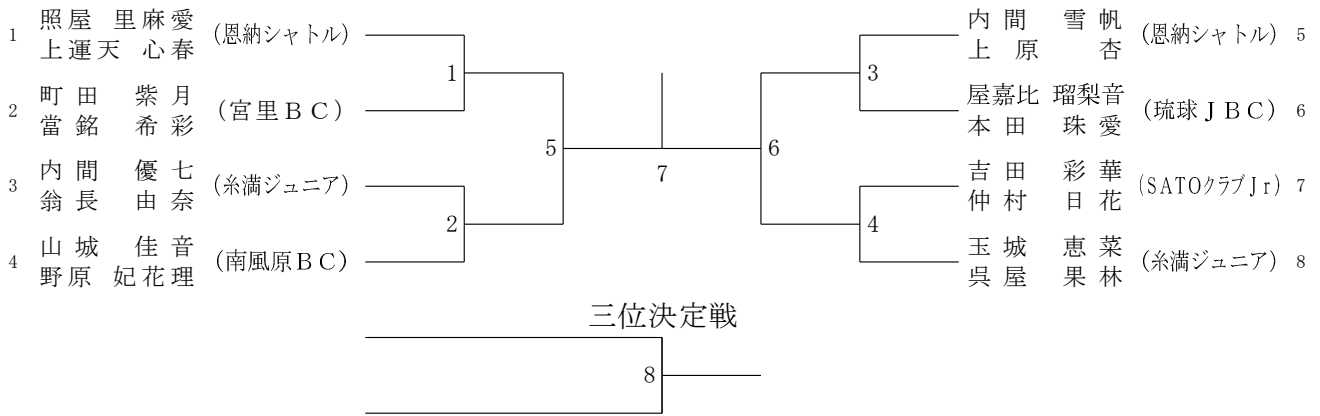 1 照屋 里麻愛 (恩納シャトル)
上運天 心春
2 町田 紫月 (宮里BC)
當銘 希彩
3 内間 優七 (糸満ジュニア)
翁長 由奈
4 山城 佳音 (南風原BC)
野原 妃花理
1
2
5
7
6
3
4
内間 雪帆 (恩納シャトル) 5
上原 杏
屋嘉比 瑠梨音 (琉球JBC) 6
本田 珠愛
吉田 彩華 (SATOクラブJr) 7
仲村 日花
玉城 恵菜 (糸満ジュニア) 8
呉屋 果林
三位決定戦
8